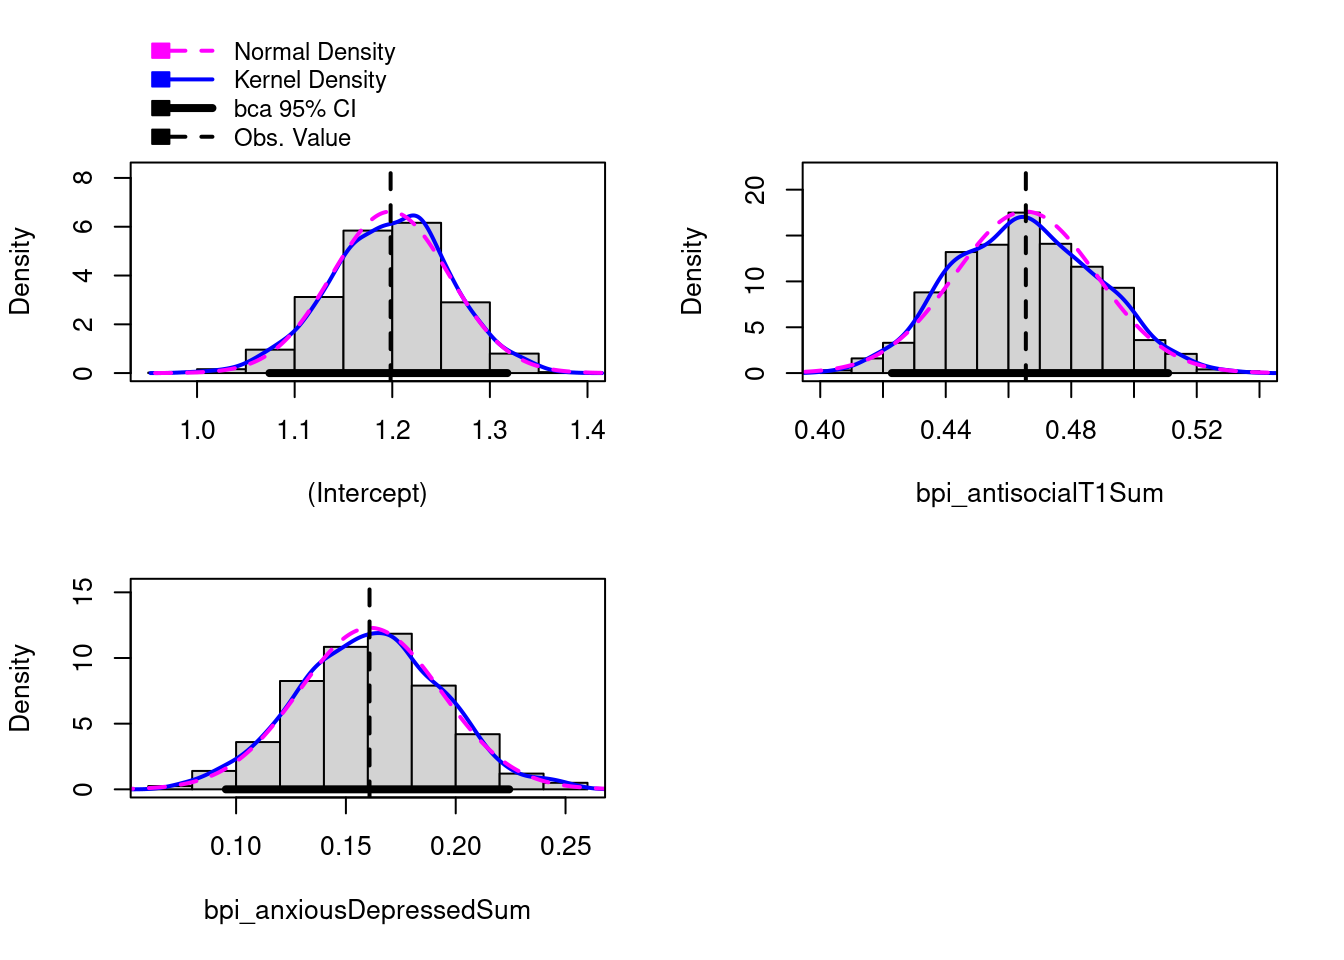 Normal Density
Kernel Density
bca 95% CI
Obs. Value
Density
0 2 4 6 8
1.0 1.1 1.2 1.3 1.4
(Intercept)
Density
0 5 10 20
0.40 0.44 0.48 0.52
bpi_antisocialT1Sum
Density
0 5 10 15
0.10 0.15 0.20 0.25
bpi_anxiousDepressedSum